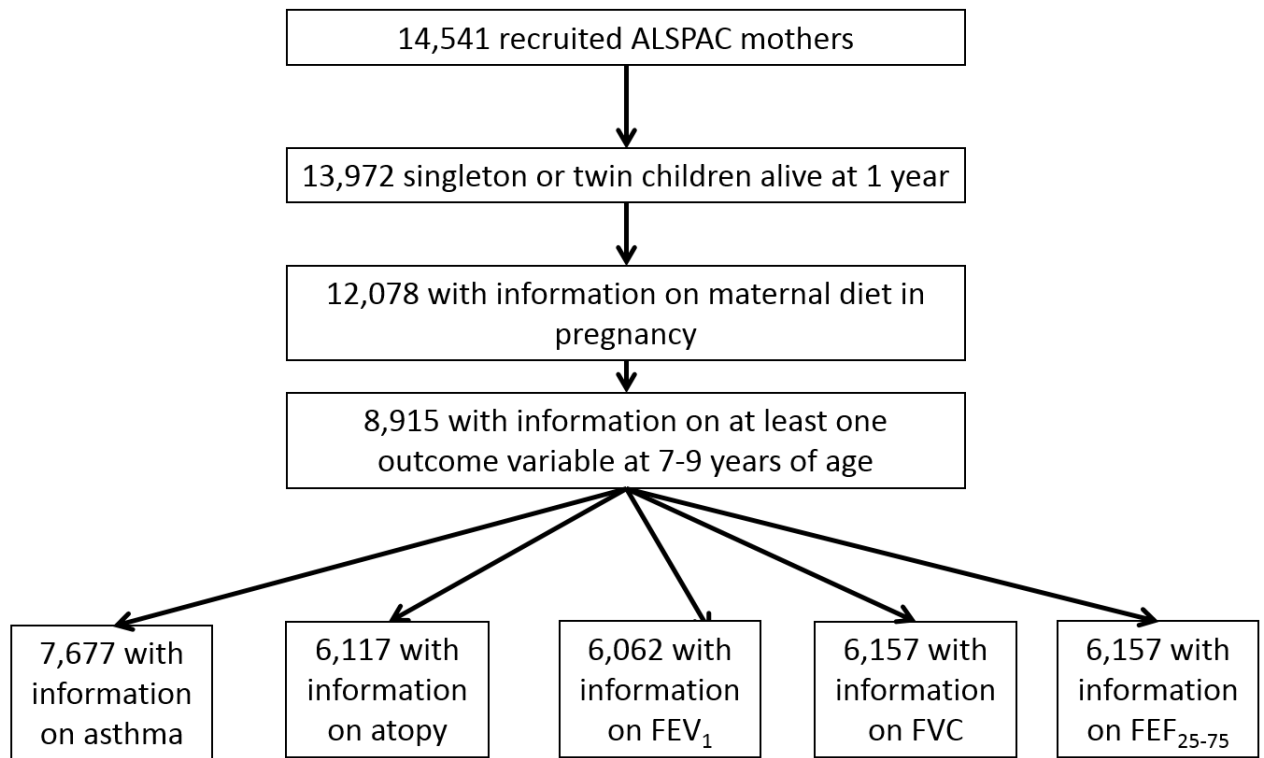 14,541 recruited ALSPAC mothers
13,972 singleton or twin children alive at 1 year
12,078 with information on maternal diet in
pregnancy
8,915 with information on at least one
outcome variable at 7-9 years of age
7,677 with
information
on asthma
6,117 with
information
on atopy
6,062 with
information
on FEV₁
6,157 with
information
on FVC
6,157 with
information
on FEF₂₅₋₇₅